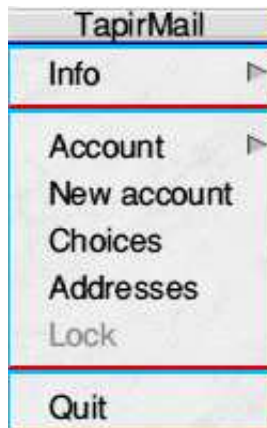 TapirMail
Info
Account
New account
Choices
Addresses
Lock
Quit